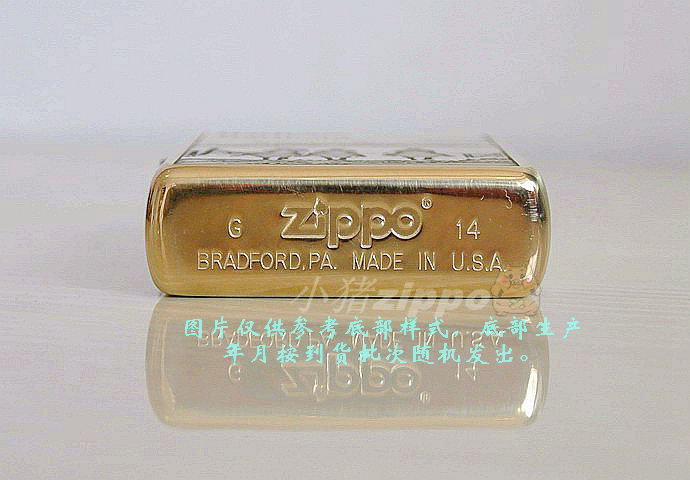 G zippo® 14
BRADFORD,PA. MADE IN U.S.A.
小猪zippo
图片仅供参考底部样式，底部生产
年月按到货批次随机发出。